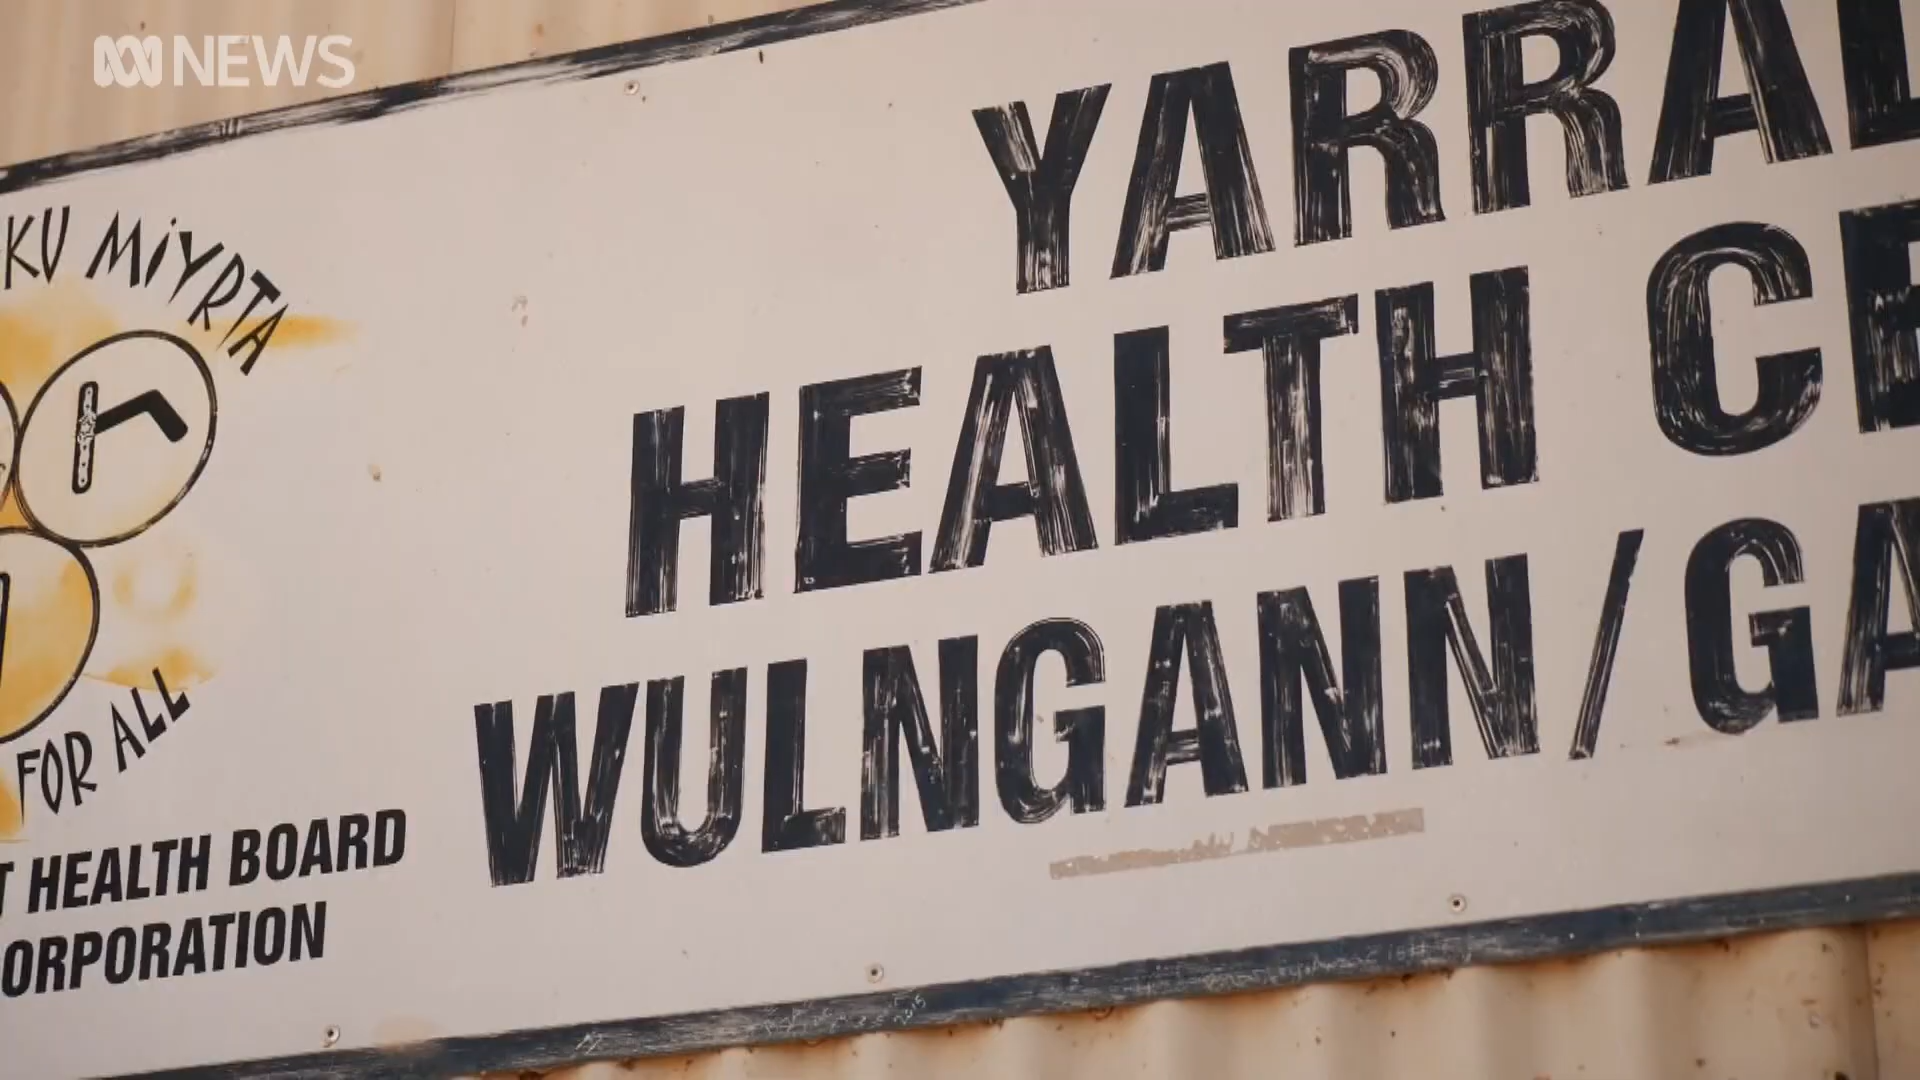 NEWS
YARRAL
HEALTH CE
WULNGANN/GA
KU MiYRTA
FOR ALL
T HEALTH BOARD
ORPORATION